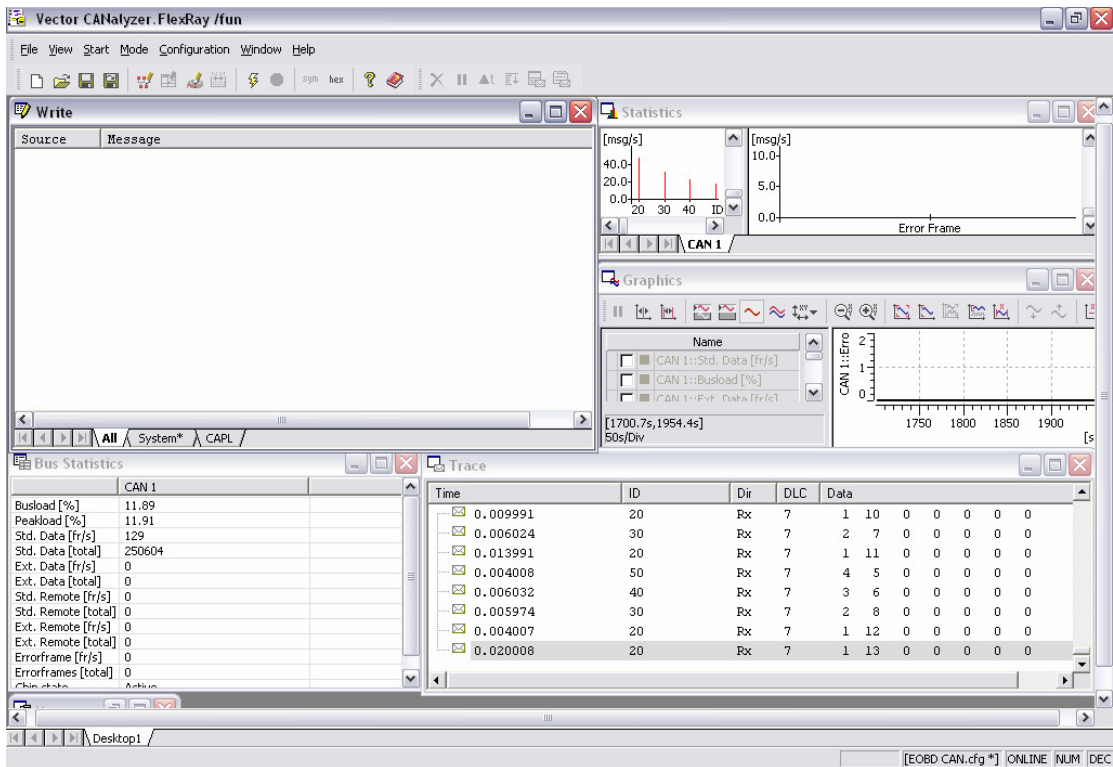 Vector CANalyzer.FlexRay /fun
File View Start Mode Configuration Window Help
sym hex
Write
Source Message
All System* CAPL
Statistics
[msg/s]
40.0
20.0
0.0
20 30 40 ID
[msg/s]
10.0
5.0
0.0
Error Frame
CAN 1
Graphics
Name
CAN 1::Std. Data [fr/s]
CAN 1::Busload [%]
CAN 1::Ext. Data [fr/s]
[1700.7s,1954.4s]
50s/Div
CAN 1::Erro
2
1
0
1750 1800 1850 1900
[s
Bus Statistics
CAN 1
Busload [%] 11.89
Peakload [%] 11.91
Std. Data [fr/s] 129
Std. Data [total] 250604
Ext. Data [fr/s] 0
Ext. Data [total] 0
Std. Remote [fr/s] 0
Std. Remote [total] 0
Ext. Remote [fr/s] 0
Ext. Remote [total] 0
Errorframe [fr/s] 0
Errorframes [total] 0
Chip state Active
Trace
Time ID Dir DLC Data
0.009991 20 Rx 7 1 10 0 0 0 0 0
0.006024 30 Rx 7 2 7 0 0 0 0 0
0.013991 20 Rx 7 1 11 0 0 0 0 0
0.004008 50 Rx 7 4 5 0 0 0 0 0
0.006032 40 Rx 7 3 6 0 0 0 0 0
0.005974 30 Rx 7 2 8 0 0 0 0 0
0.004007 20 Rx 7 1 12 0 0 0 0 0
0.020008 20 Rx 7 1 13 0 0 0 0 0
Desktop1
[EOBD CAN.cfg *] ONLINE NUM DEC